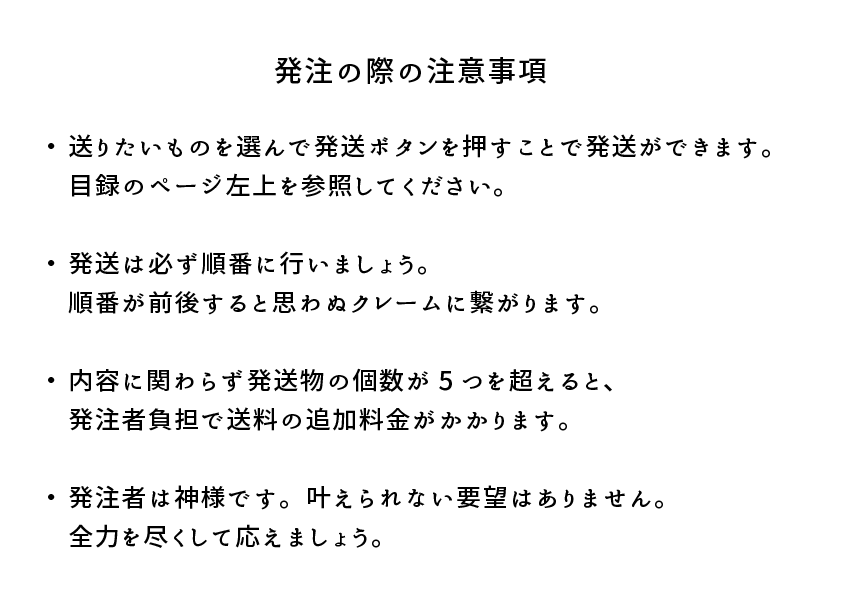 発注の際の注意事項
・送りたいものを選んで発送ボタンを押すことで発送ができます。
目録のページ左上を参照してください。
・発送は必ず順番に行いましょう。
順番が前後すると思わぬクレームに繋がります。
・内容に関わらず発送物の個数が5つを超えると、
発注者負担で送料の追加料金がかかります。
・発注者は神様です。叶えられない要望はありません。
全力を尽くして応えましょう。